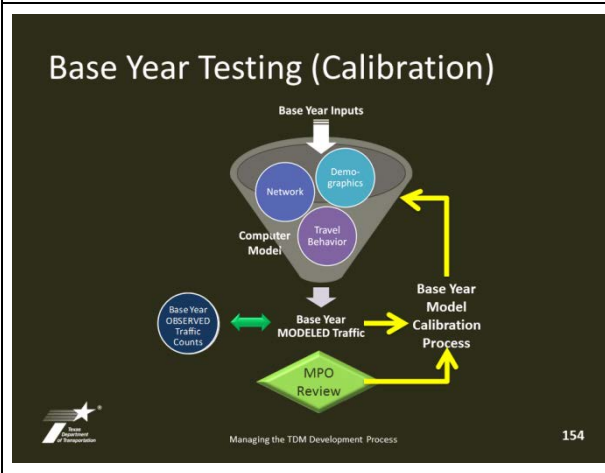 Base Year Testing (Calibration)
Base Year Inputs
Demo-
graphics
Network
Travel
Behavior
Computer
Model
Base Year
OBSERVED
Traffic
Counts
Base Year
MODELED Traffic
Base Year
Model
Calibration
Process
MPO
Review
Texas
Department
of Transportation
Managing the TDM Development Process
154